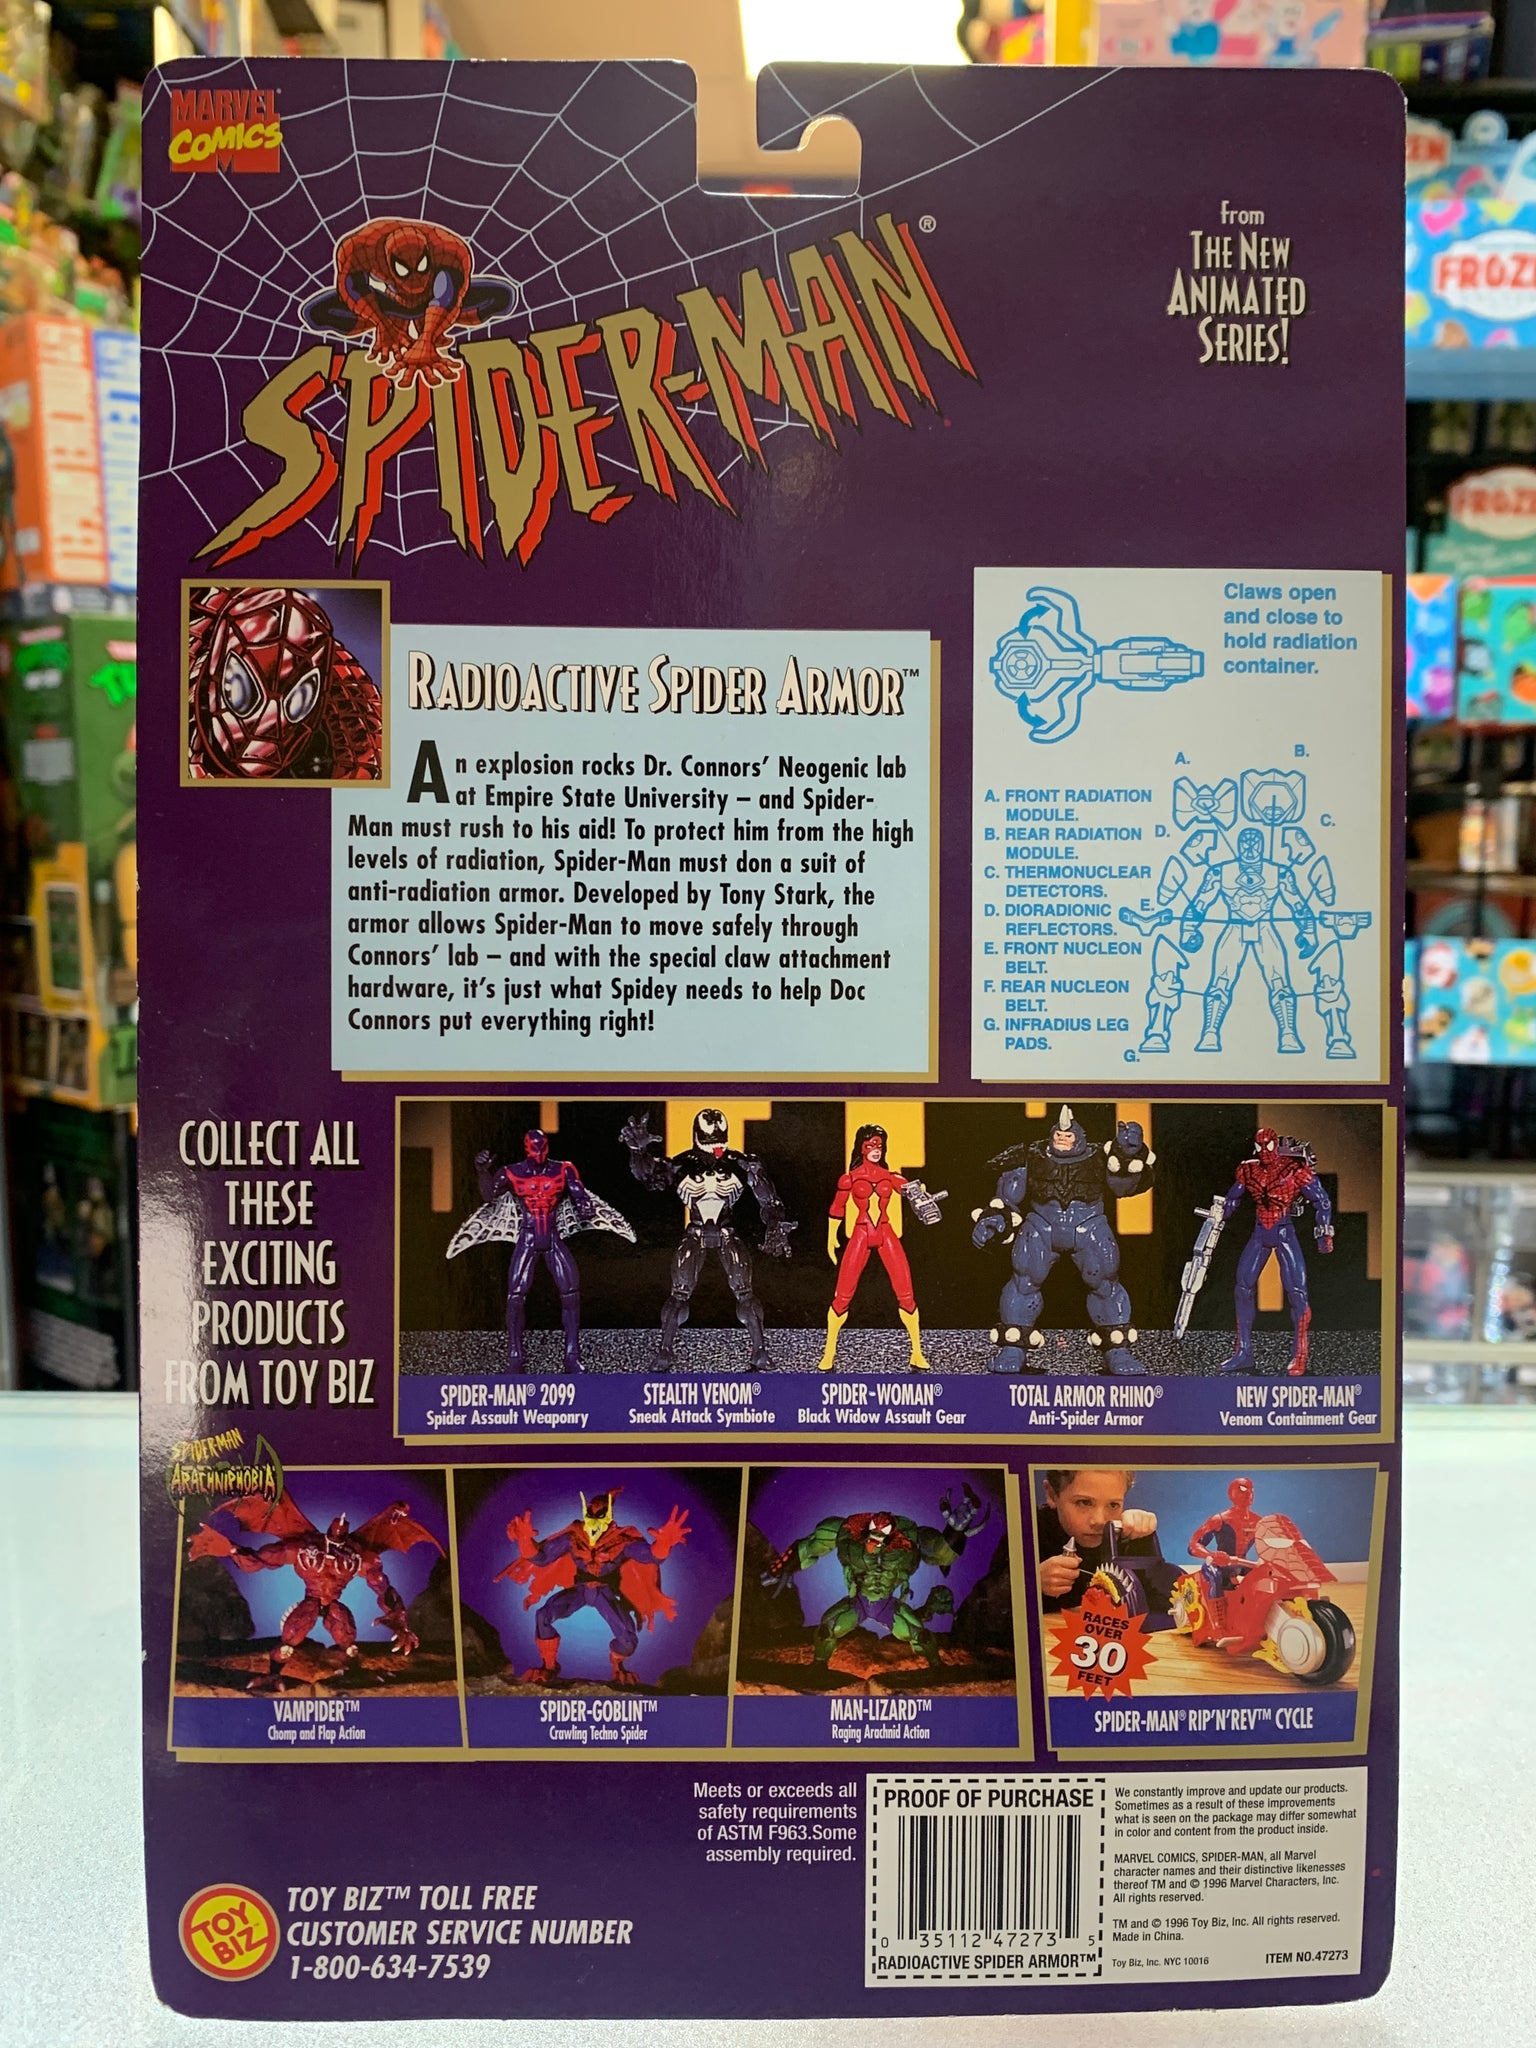 MARVEL
COMICS
SPIDER-MAN®
From
THE NEW
ANIMATED
SERIES!
RADIOACTIVE SPIDER ARMOR™
An explosion rocks Dr. Connors' Neogenic lab
at Empire State University – and Spider-
Man must rush to his aid! To protect him from the high
levels of radiation, Spider-Man must don a suit of
anti-radiation armor. Developed by Tony Stark, the
armor allows Spider-Man to move safely through
Connors' lab – and with the special claw attachment
hardware, it's just what Spidey needs to help Doc
Connors put everything right!
Claws open
and close to
hold radiation
container.
A.
B.
C.
D.
E.
G.
A. FRONT RADIATION
MODULE.
B. REAR RADIATION
MODULE.
C. THERMONUCLEAR
DETECTORS.
D. DIORADIONIC
REFLECTORS.
E. FRONT NUCLEON
BELT.
F. REAR NUCLEON
BELT.
G. INFRADIUS LEG
PADS.
COLLECT ALL
THESE
EXCITING
PRODUCTS
FROM TOY BIZ
SPIDER-MAN® 2099
Spider Assault Weaponry
STEALTH VENOM®
Sneak Attack Symbiote
SPIDER-WOMAN®
Black Widow Assault Gear
TOTAL ARMOR RHINO®
Anti-Spider Armor
NEW SPIDER-MAN®
Venom Containment Gear
SPIDER-MAN
ARACHNIPHOBIA
VAMPIDER™
Chomp and Flap Action
SPIDER-GOBLIN™
Crawling Techno Spider
MAN-LIZARD™
Raging Arachnid Action
RACES
OVER
30
FEET
SPIDER-MAN® RIP'N'REV™ CYCLE
Meets or exceeds all
safety requirements
of ASTM F963.Some
assembly required.
TOY
BIZ
TOY BIZ™ TOLL FREE
CUSTOMER SERVICE NUMBER
1-800-634-7539
PROOF OF PURCHASE
0 35112 47273 5
RADIOACTIVE SPIDER ARMOR™
We constantly improve and update our products.
Sometimes as a result of these improvements
what is seen on the package may differ somewhat
in color and content from the product inside.
MARVEL COMICS, SPIDER-MAN, all Marvel
character names and their distinctive likenesses
thereof TM and © 1996 Marvel Characters, Inc.
All rights reserved.
TM and © 1996 Toy Biz, Inc. All rights reserved.
Made in China.
Toy Biz, Inc. NYC 10016
ITEM NO.47273